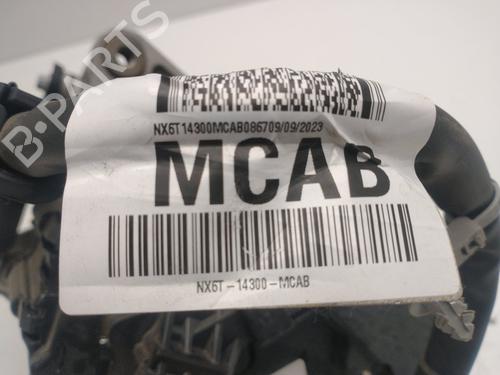 NX6T14300MCAB086709/09/2023
MCAB
NX6T-14300-MCAB
B-Parts